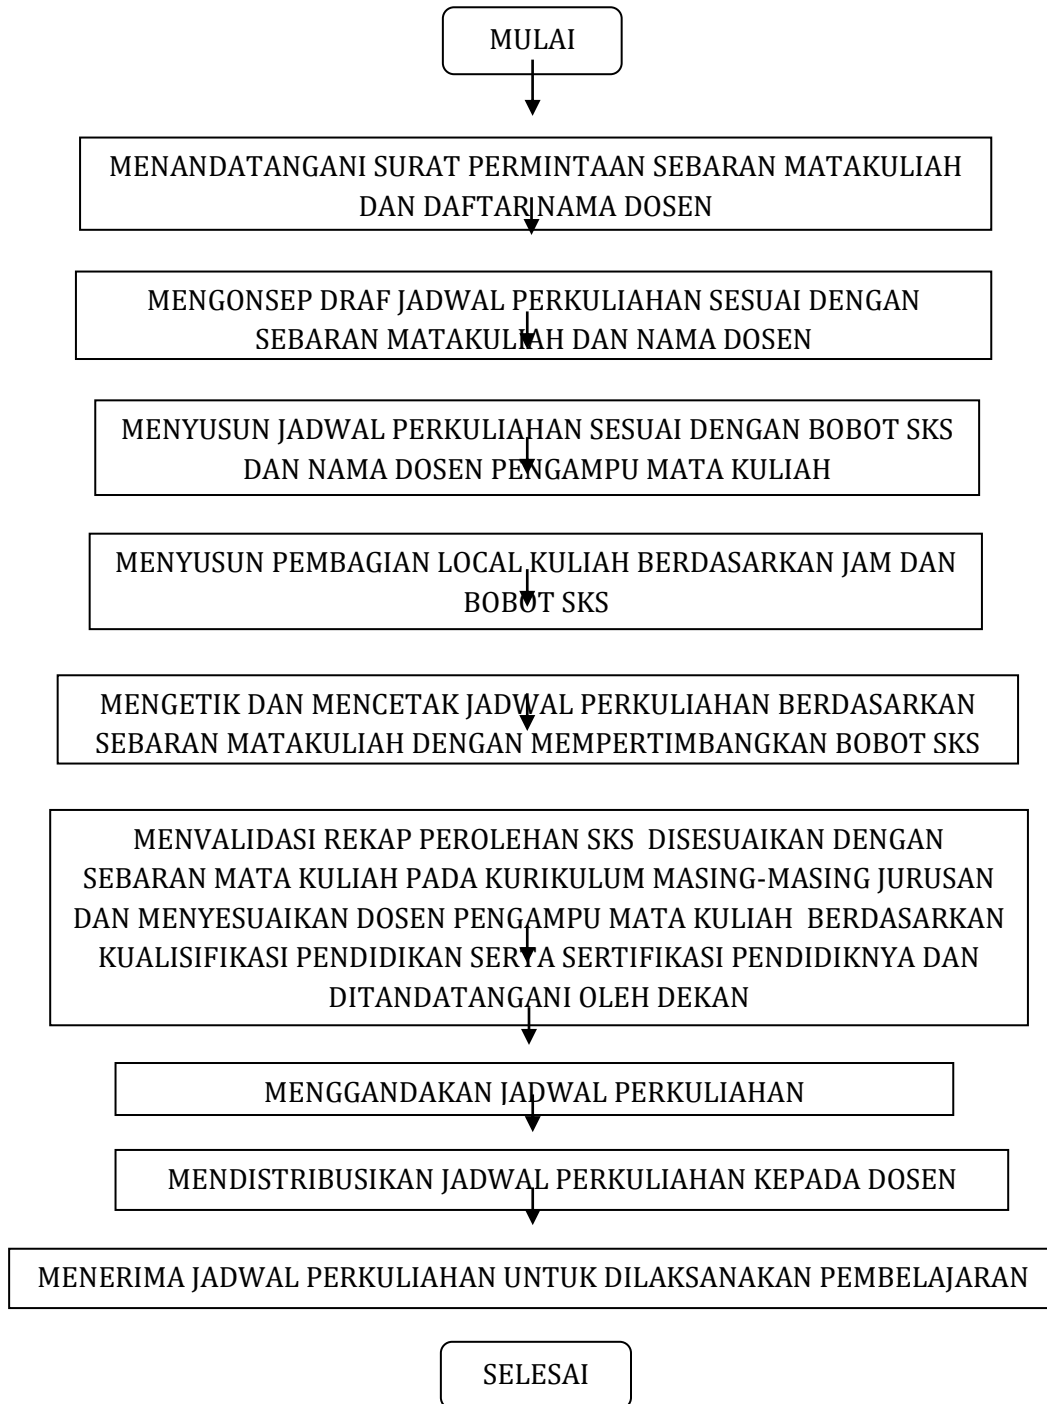 MULAI
MENANDATANGANI SURAT PERMINTAAN SEBARAN MATAKULIAH
DAN DAFTAR NAMA DOSEN
MENGONSEP DRAF JADWAL PERKULIAHAN SESUAI DENGAN
SEBARAN MATAKULIAH DAN NAMA DOSEN
MENYUSUN JADWAL PERKULIAHAN SESUAI DENGAN BOBOT SKS
DAN NAMA DOSEN PENGAMPU MATA KULIAH
MENYUSUN PEMBAGIAN LOCAL KULIAH BERDASARKAN JAM DAN
BOBOT SKS
MENGETIK DAN MENCETAK JADWAL PERKULIAHAN BERDASARKAN
SEBARAN MATAKULIAH DENGAN MEMPERTIMBANGKAN BOBOT SKS
MENVALIDASI REKAP PEROLEHAN SKS  DISESUAIKAN DENGAN
SEBARAN MATA KULIAH PADA KURIKULUM MASING-MASING JURUSAN
DAN MENYESUAIKAN DOSEN PENGAMPU MATA KULIAH  BERDASARKAN
KUALISIFIKASI PENDIDIKAN SERTA SERTIFIKASI PENDIDIKNYA DAN
DITANDATANGANI OLEH DEKAN
MENGGANDAKAN JADWAL PERKULIAHAN
MENDISTRIBUSIKAN JADWAL PERKULIAHAN KEPADA DOSEN
MENERIMA JADWAL PERKULIAHAN UNTUK DILAKSANAKAN PEMBELAJARAN
SELESAI